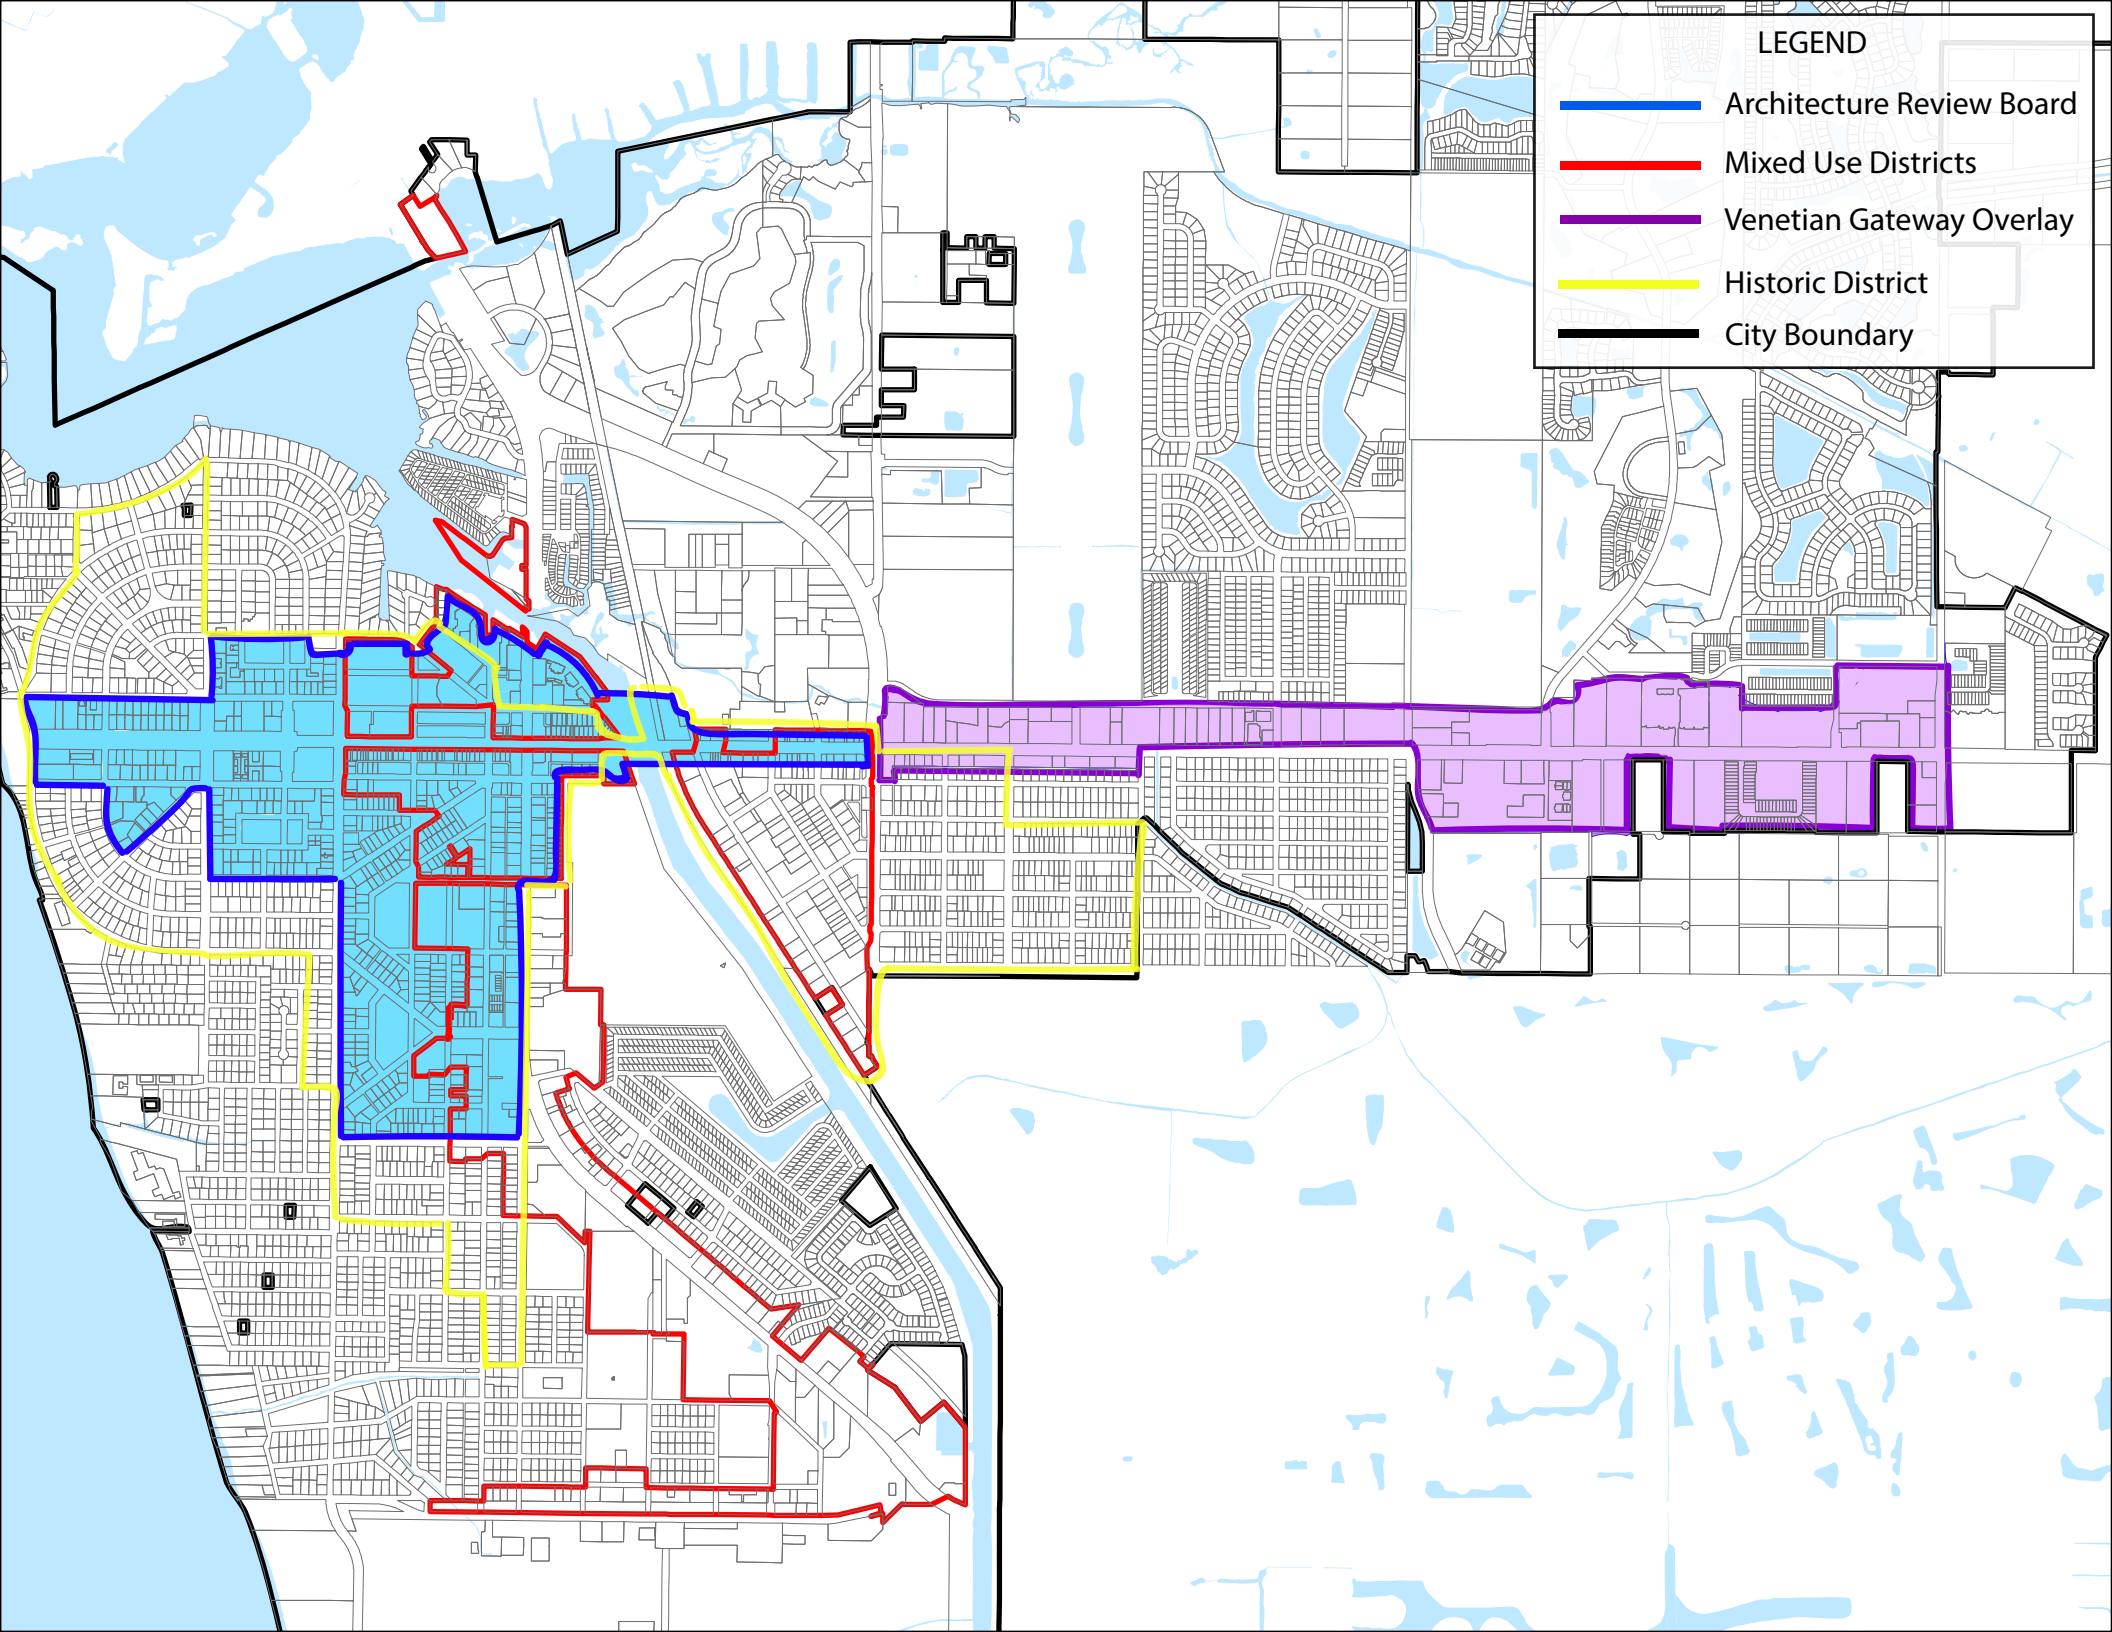 LEGEND
Architecture Review Board
Mixed Use Districts
Venetian Gateway Overlay
Historic District
City Boundary